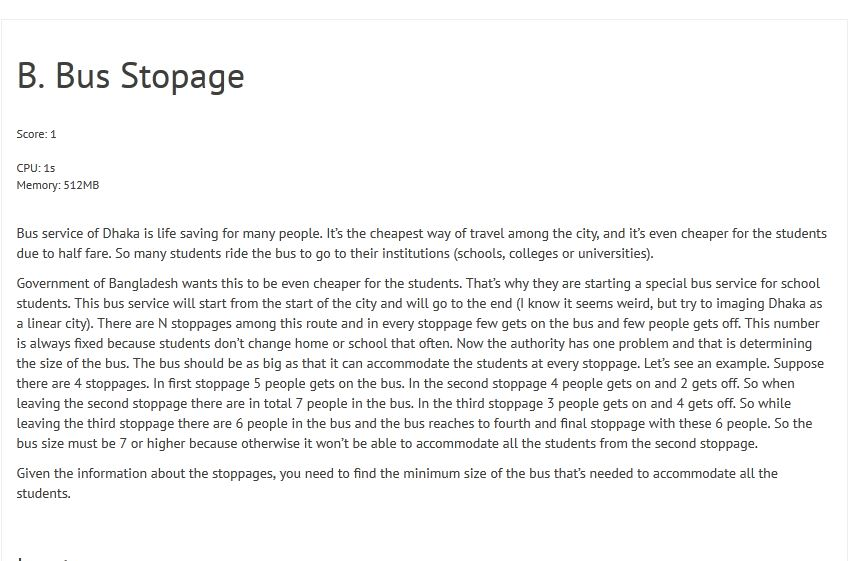 B. Bus Stopage
Score: 1
CPU: 1s
Memory: 512MB
Bus service of Dhaka is life saving for many people. It's the cheapest way of travel among the city, and it's even cheaper for the students
due to half fare. So many students ride the bus to go to their institutions (schools, colleges or universities).
Government of Bangladesh wants this to be even cheaper for the students. That's why they are starting a special bus service for school
students. This bus service will start from the start of the city and will go to the end (I know it seems weird, but try to imaging Dhaka as
a linear city). There are N stoppages among this route and in every stoppage few gets on the bus and few people gets off. This number
is always fixed because students don't change home or school that often. Now the authority has one problem and that is determining
the size of the bus. The bus should be as big as that it can accommodate the students at every stoppage. Let's see an example. Suppose
there are 4 stoppages. In first stoppage 5 people gets on the bus. In the second stoppage 4 people gets on and 2 gets off. So when
leaving the second stoppage there are in total 7 people in the bus. In the third stoppage 3 people gets on and 4 gets off. So while
leaving the third stoppage there are 6 people in the bus and the bus reaches to fourth and final stoppage with these 6 people. So the
bus size must be 7 or higher because otherwise it won't be able to accommodate all the students from the second stoppage.
Given the information about the stoppages, you need to find the minimum size of the bus that's needed to accommodate all the
students.